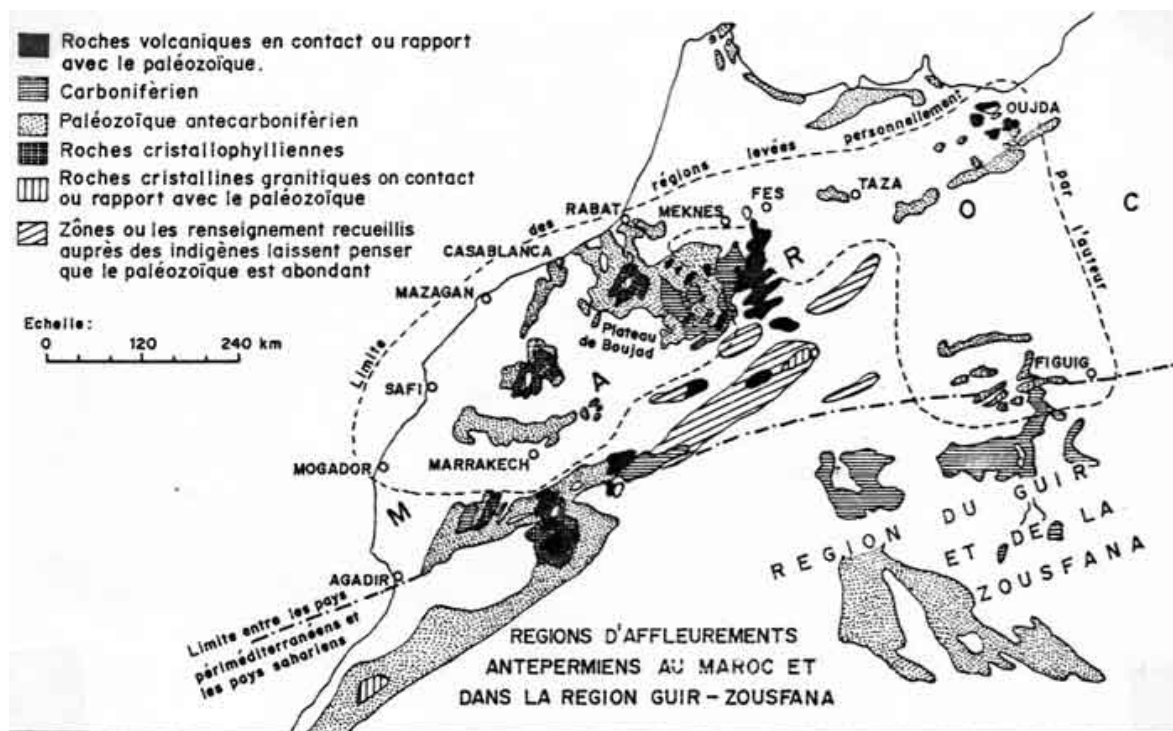 Roches volcaniques en contact ou rapport
avec le paléozoïque.
Carbonifèrien
Paléozoïque antecarbonifèrien
Roches cristallophylliennes
Roches cristallines granitiques on contact
ou rapport avec le paléozoïque
Zônes ou les renseignement recueillis
auprès des indigènes laissent penser
que le paléozoïque est abondant
Echelle:
0 120 240 km
Limite des régions levées personnellement par l'auteur
OUJDA
TAZA
FES
MEKNES
RABAT
CASABLANCA
MAZAGAN
SAFI
MOGADOR
MARRAKECH
AGADIR
FIGUIG
Plateau
de Boujad
M A R O C
Limite entre les pays
périméditerranéens et
les pays sahariens
REGION DU GUIR
ET DE LA
ZOUSFANA
REGIONS D'AFFLEUREMENTS
ANTEPERMIENS AU MAROC ET
DANS LA REGION GUIR-ZOUSFANA